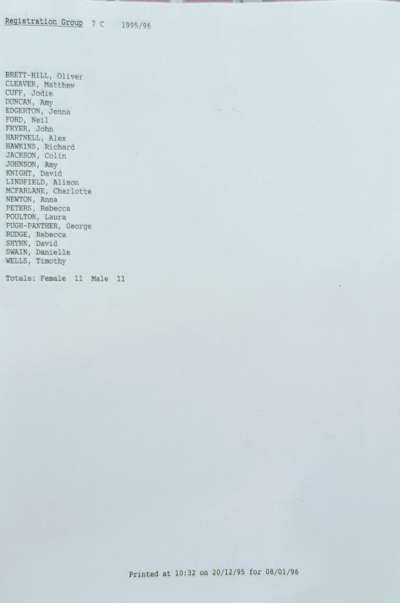 Registration Group 7 C 1995/96
BRETT-HILL, Oliver
CLEAVER, Matthew
CUFF, Jodie
DUNCAN, Amy
EDGERTON, Jenna
FORD, Neil
FRYER, John
HARTNELL, Alex
HAWKINS, Richard
JACKSON, Colin
JOHNSON, Amy
KNIGHT, David
LINDFIELD, Alison
MCFARLANE, Charlotte
NEWTON, Anna
PETERS, Rebecca
POULTON, Laura
PUGH-PANTHER, George
RUDGE, Rebecca
SHYNN, David
SWAIN, Danielle
WELLS, Timothy
Totals: Female 11 Male 11
Printed at 10:32 on 20/12/95 for 08/01/96